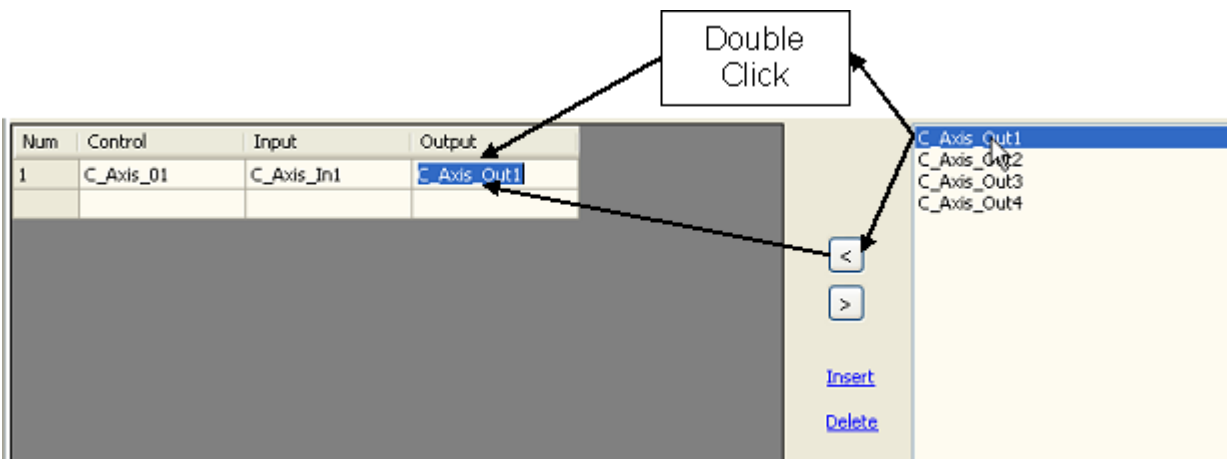 Double
Click
Num Control Input Output
1 C_Axis_01 C_Axis_In1 C_Axis_Out1
C_Axis_Out1
C_Axis_Out2
C_Axis_Out3
C_Axis_Out4
<
>
Insert
Delete